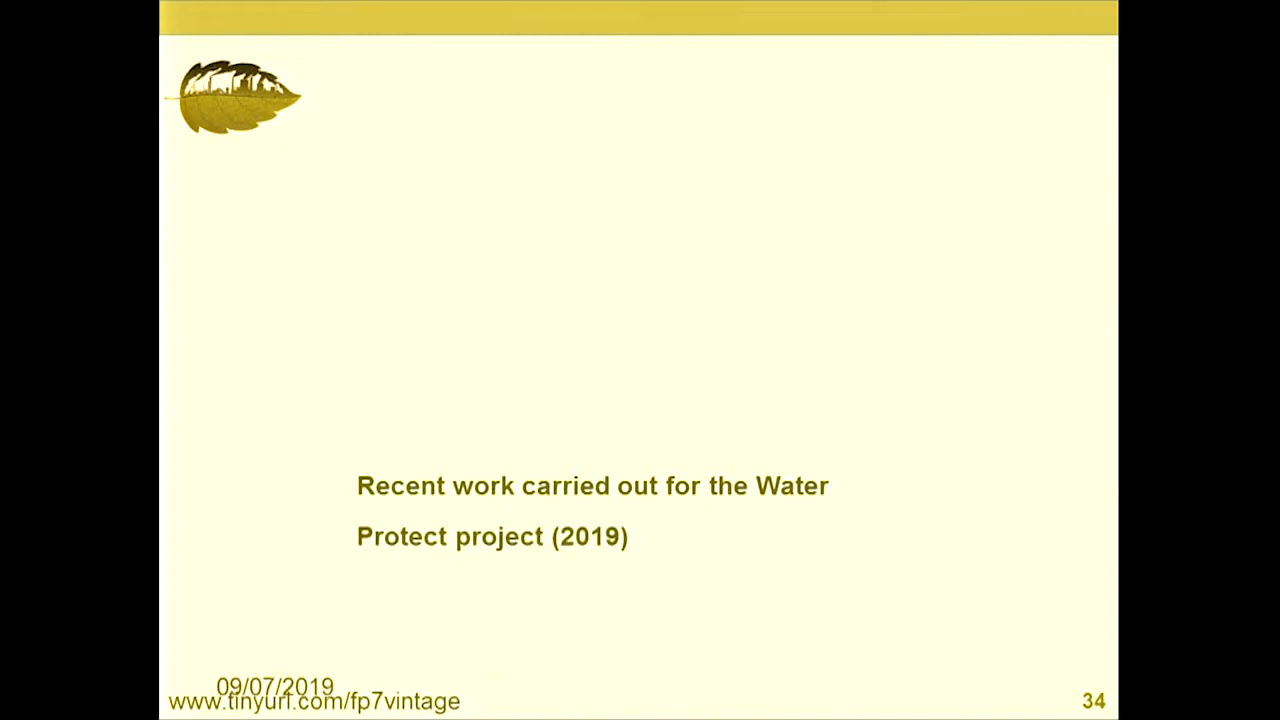 Recent work carried out for the Water
Protect project (2019)
09/07/2019
www.tinyurl.com/fp7vintage
34